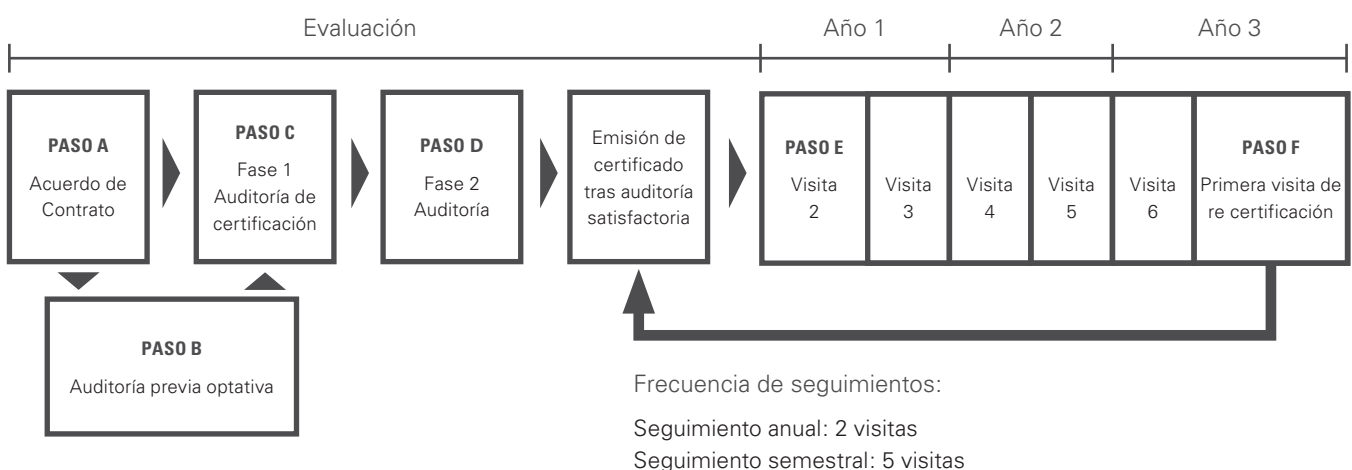 Evaluación
Año 1
Año 2
Año 3
PASO A
Acuerdo de
Contrato
PASO C
Fase 1
Auditoría de
certificación
PASO D
Fase 2
Auditoría
Emisión de
certificado
tras auditoría
satisfactoria
PASO E
Visita
2
Visita
3
Visita
4
Visita
5
Visita
6
PASO F
Primera visita de
re certificación
PASO B
Auditoría previa optativa
Frecuencia de seguimientos:
Seguimiento anual: 2 visitas
Seguimiento semestral: 5 visitas